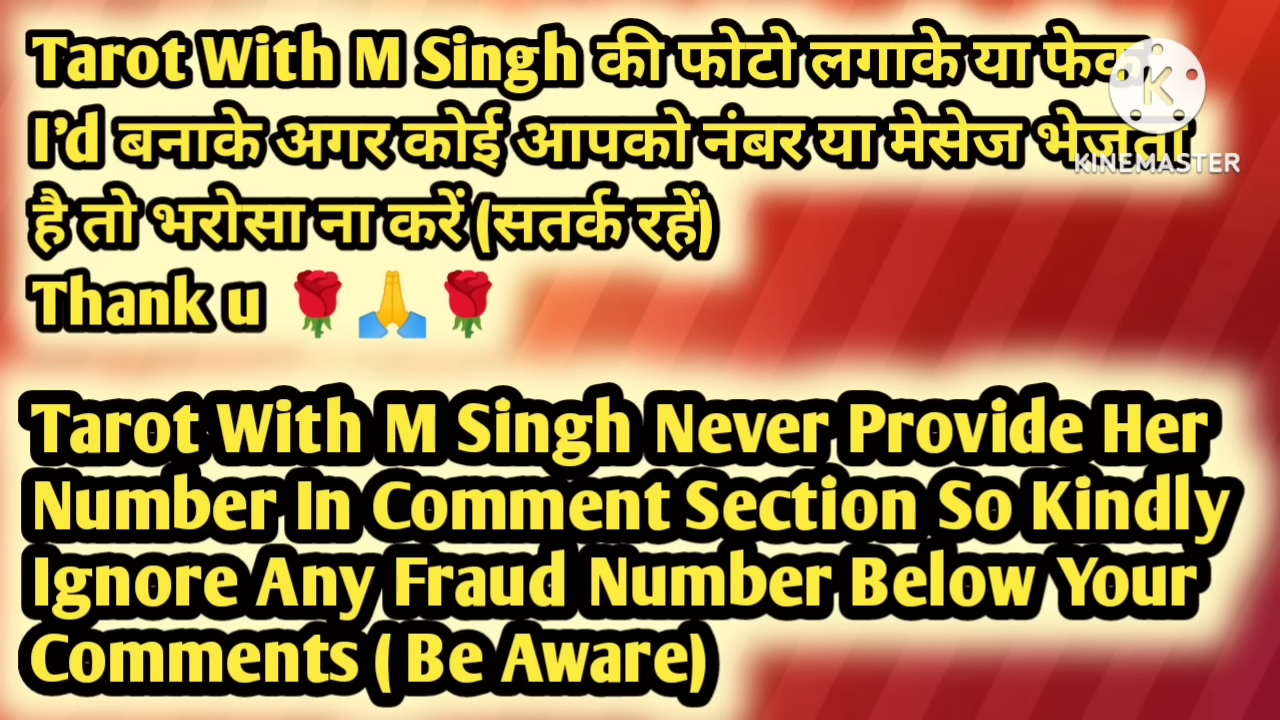 Tarot With M Singh की फोटो लगाके या फेक
I'd बनाके अगर कोई आपको नंबर या मेसेज भेजता
है तो भरोसा ना करें (सतर्क रहें)
Thank u 🌹🙏🌹
Tarot With M Singh Never Provide Her
Number In Comment Section So Kindly
Ignore Any Fraud Number Below Your
Comments ( Be Aware)
K
KINEMASTER